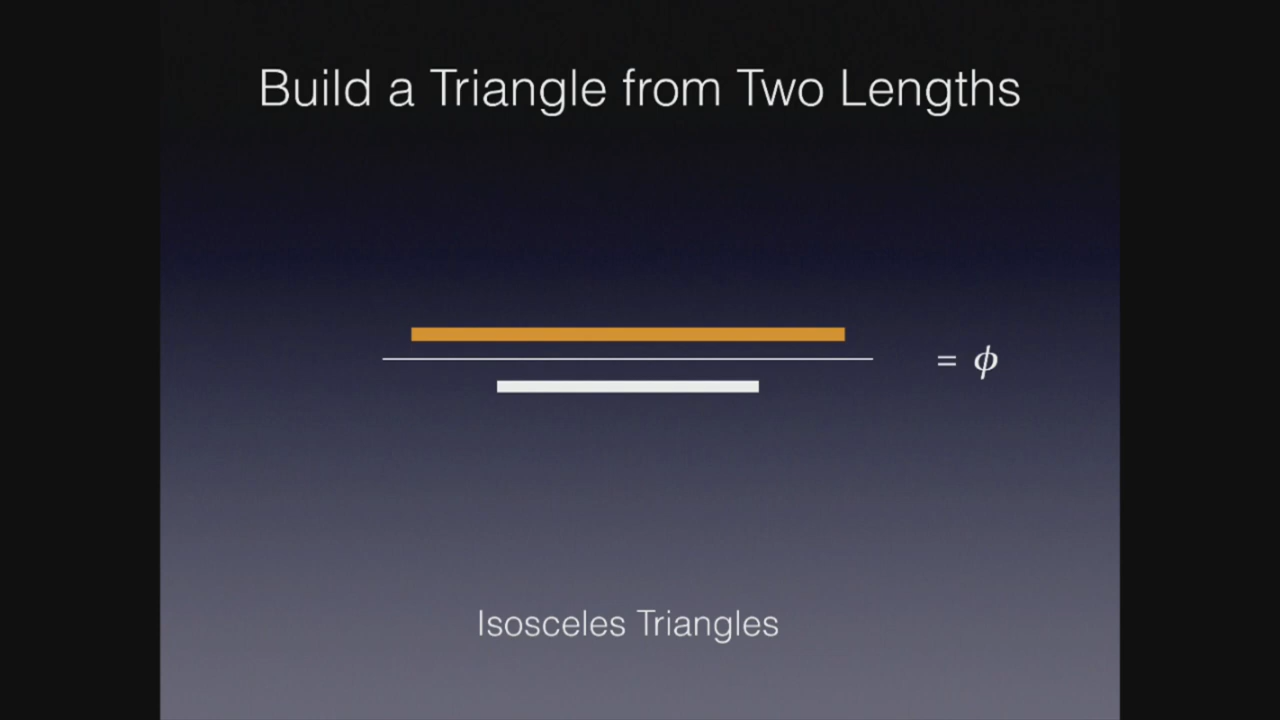 Build a Triangle from Two Lengths
= ϕ
Isosceles Triangles